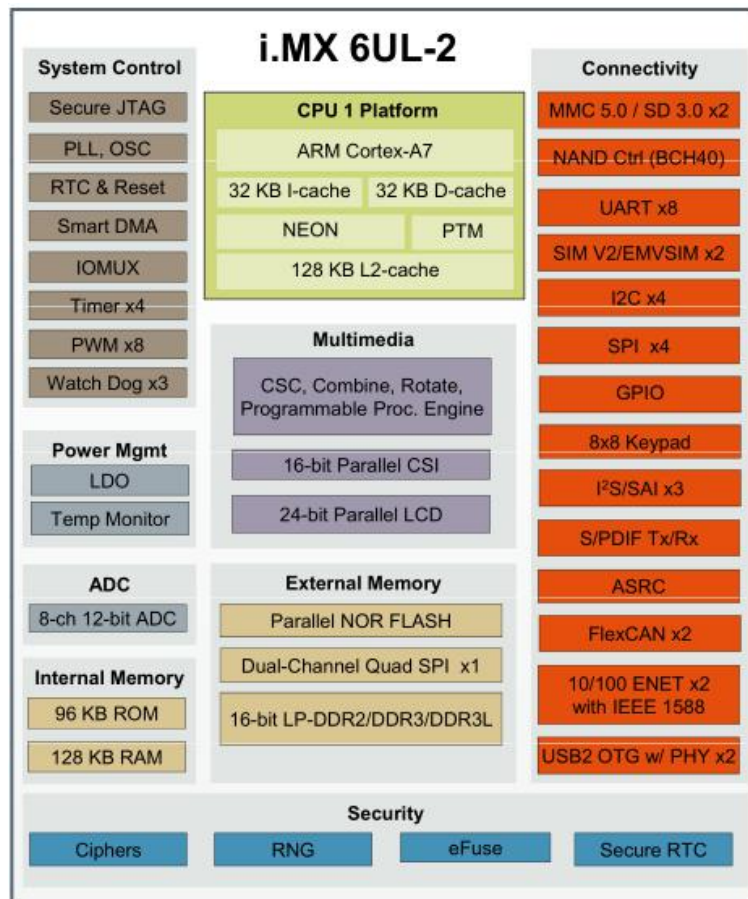 i.MX 6UL-2
System Control
Secure JTAG
PLL, OSC
RTC & Reset
Smart DMA
IOMUX
Timer x4
PWM x8
Watch Dog x3
Power Mgmt
LDO
Temp Monitor
ADC
8-ch 12-bit ADC
Internal Memory
96 KB ROM
128 KB RAM
CPU 1 Platform
ARM Cortex-A7
32 KB I-cache
32 KB D-cache
NEON
PTM
128 KB L2-cache
Multimedia
CSC, Combine, Rotate,
Programmable Proc. Engine
16-bit Parallel CSI
24-bit Parallel LCD
External Memory
Parallel NOR FLASH
Dual-Channel Quad SPI x1
16-bit LP-DDR2/DDR3/DDR3L
Connectivity
MMC 5.0 / SD 3.0 x2
NAND Ctrl (BCH40)
UART x8
SIM V2/EMVSIM x2
I2C x4
SPI x4
GPIO
8x8 Keypad
I²S/SAI x3
S/PDIF Tx/Rx
ASRC
FlexCAN x2
10/100 ENET x2
with IEEE 1588
USB2 OTG w/ PHY x2
Security
Ciphers
RNG
eFuse
Secure RTC